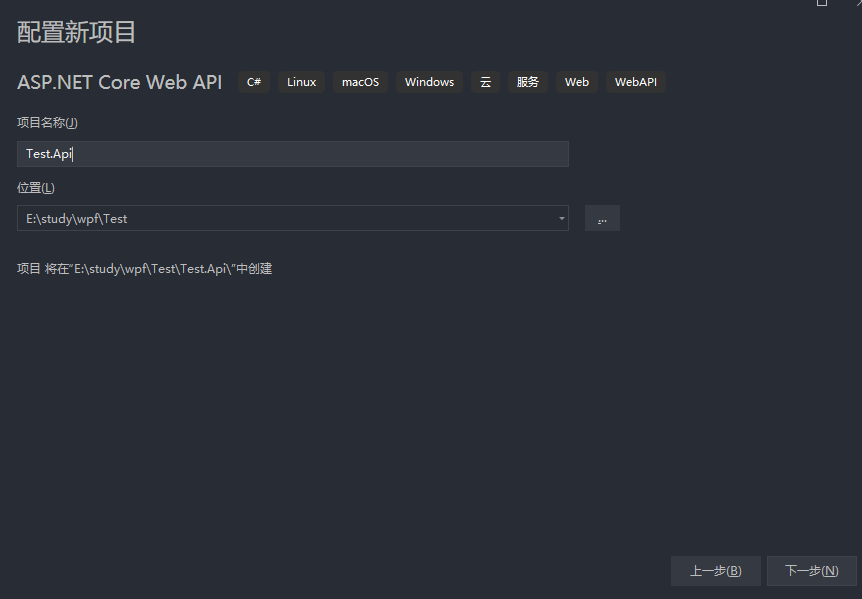 配置新项目
ASP.NET Core Web API C# Linux macOS Windows 云 服务 Web WebAPI
项目名称(J)
Test.Api
位置(L)
E:\study\wpf\Test
...
项目 将在"E:\study\wpf\Test\Test.Api\"中创建
上一步(B) 下一步(N)